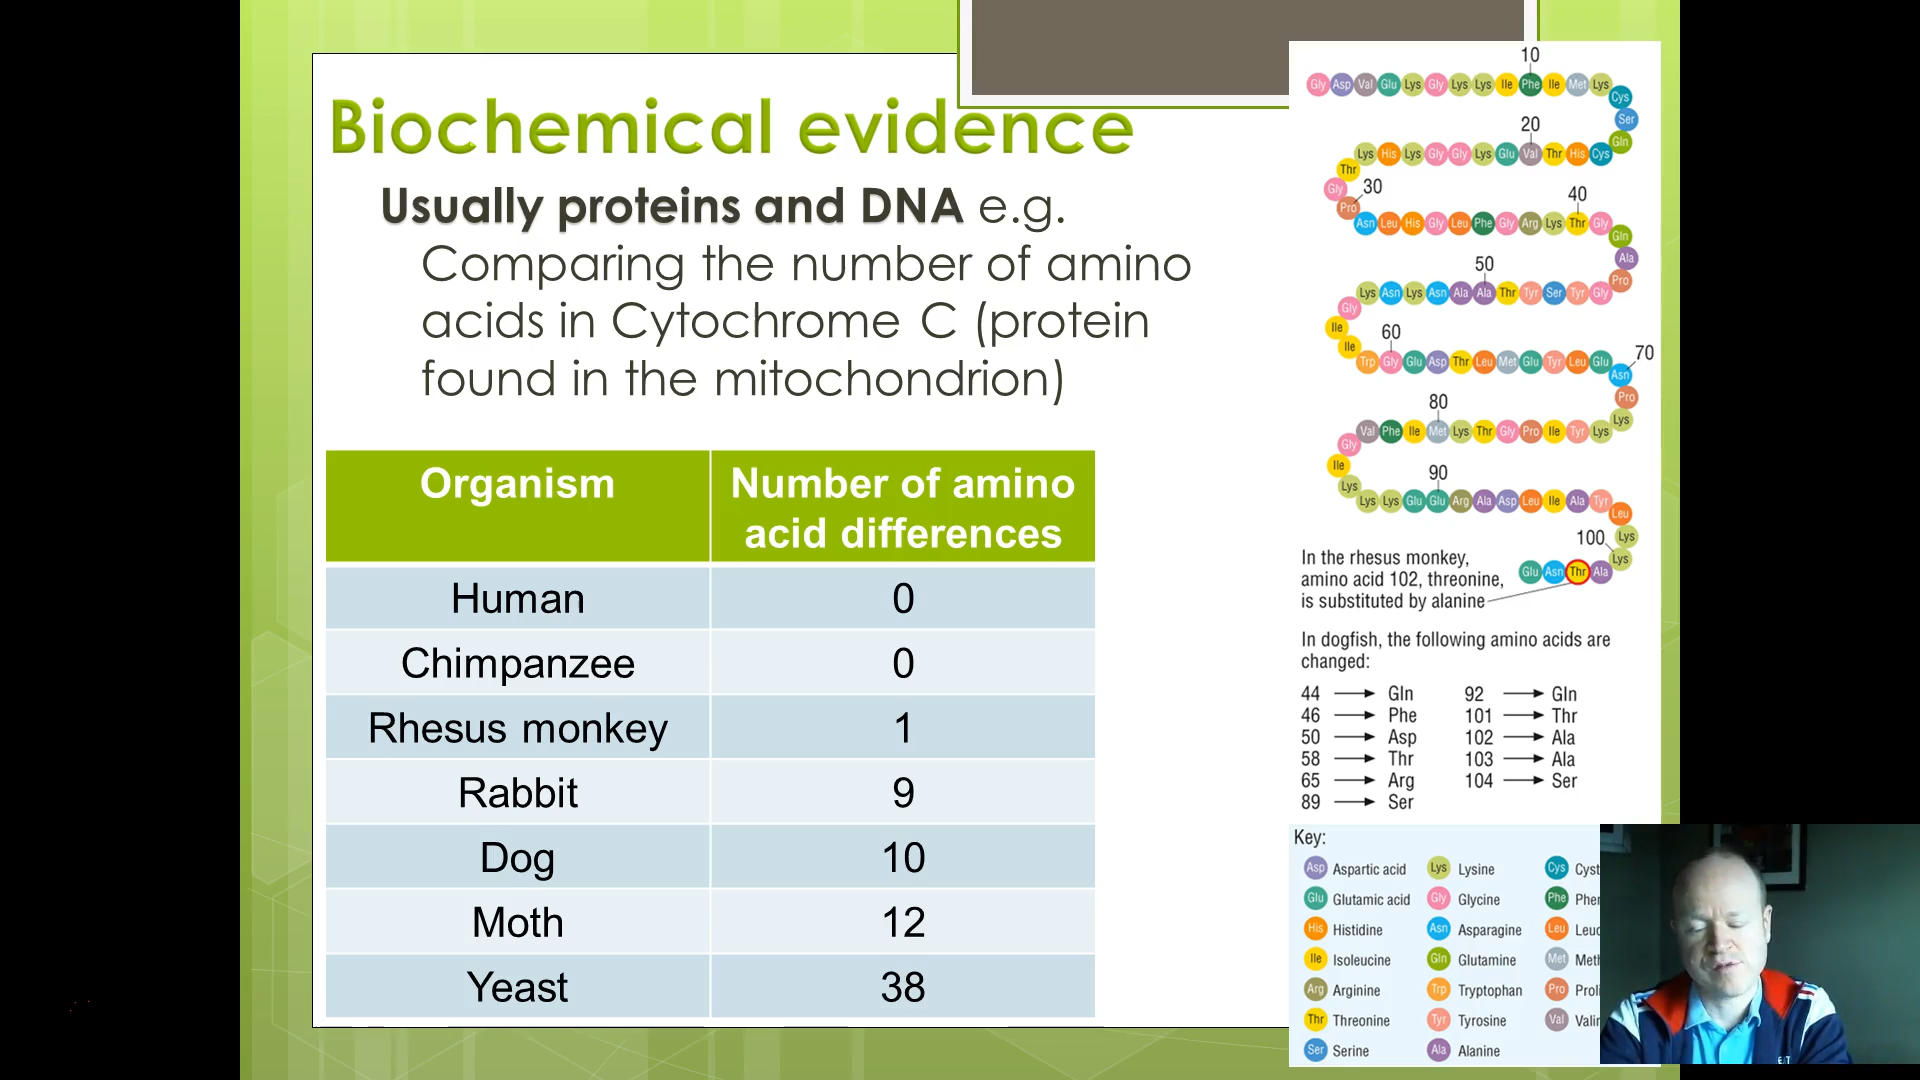 Biochemical evidence
Usually proteins and DNA e.g.
Comparing the number of amino
acids in Cytochrome C (protein
found in the mitochondrion)
Organism
Number of amino
acid differences
Human 0
Chimpanzee 0
Rhesus monkey 1
Rabbit 9
Dog 10
Moth 12
Yeast 38
10
Gly Asp Val Glu Lys Gly Lys Lys Ile Phe Ile Met Lys
Cys
Ser
Gln
20
Lys His Lys Gly Gly Lys Glu Val Thr His Cys
Thr
Gly
30
Pro
40
Asn Leu His Gly Leu Phe Gly Arg Lys Thr Gly
Gln
Ala
Pro
50
Lys Asn Lys Asn Ala Ala Thr Tyr Ser Tyr Gly
Gly
Ile
Ile
60
Trp Gly Glu Asp Thr Leu Met Glu Tyr Leu Glu
70
Asn
Pro
Lys
80
Val Phe Ile Met Lys Thr Gly Pro Ile Tyr Lys
Gly
Ile
Lys
90
Lys Lys Glu Glu Arg Ala Asp Leu Ile Ala Tyr
Leu
Lys
100
Lys
Glu Asn Thr Ala
In the rhesus monkey,
amino acid 102, threonine,
is substituted by alanine
In dogfish, the following amino acids are
changed:
44 → Gln 92 → Gln
46 → Phe 101 → Thr
50 → Asp 102 → Ala
58 → Thr 103 → Ala
65 → Arg 104 → Ser
89 → Ser
Key:
Asp Aspartic acid Lys Lysine Cys Cyst
Glu Glutamic acid Gly Glycine Phe Phe
His Histidine Asn Asparagine Leu Leu
Ile Isoleucine Gln Glutamine Met Met
Arg Arginine Trp Tryptophan Pro Prol
Thr Threonine Tyr Tyrosine Val Vali
Ser Serine Ala Alanine